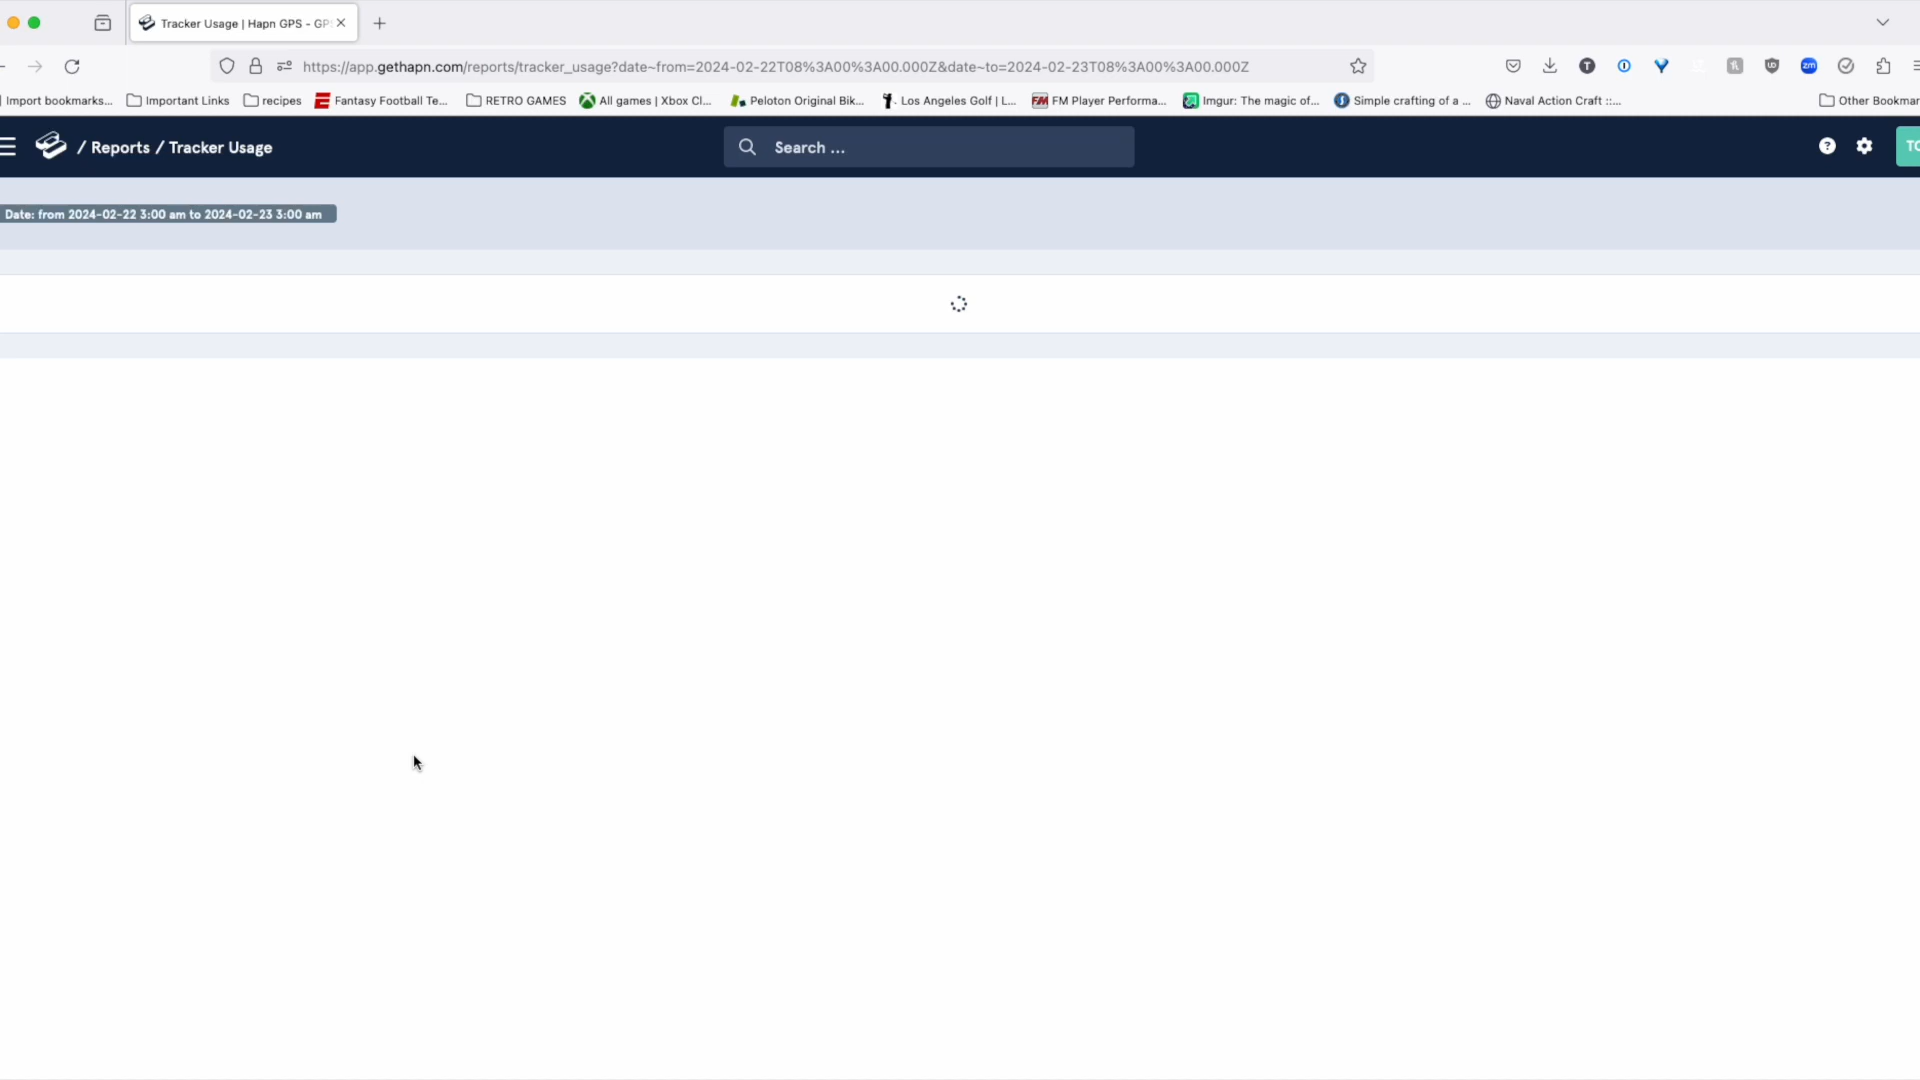 Tracker Usage | Hapn GPS - GP
https://app.gethapn.com/reports/tracker_usage?date~from=2024-02-22T08%3A00%3A00.000Z&date~to=2024-02-23T08%3A00%3A00.000Z
T
zm
Import bookmarks... Important Links recipes Fantasy Football Te... RETRO GAMES All games | Xbox Cl... Peloton Original Bik... Los Angeles Golf | L... FM Player Performa... Imgur: The magic of... Simple crafting of a ... Naval Action Craft ::... Other Bookmar
/ Reports / Tracker Usage Search ... ? TC
Date: from 2024-02-22 3:00 am to 2024-02-23 3:00 am